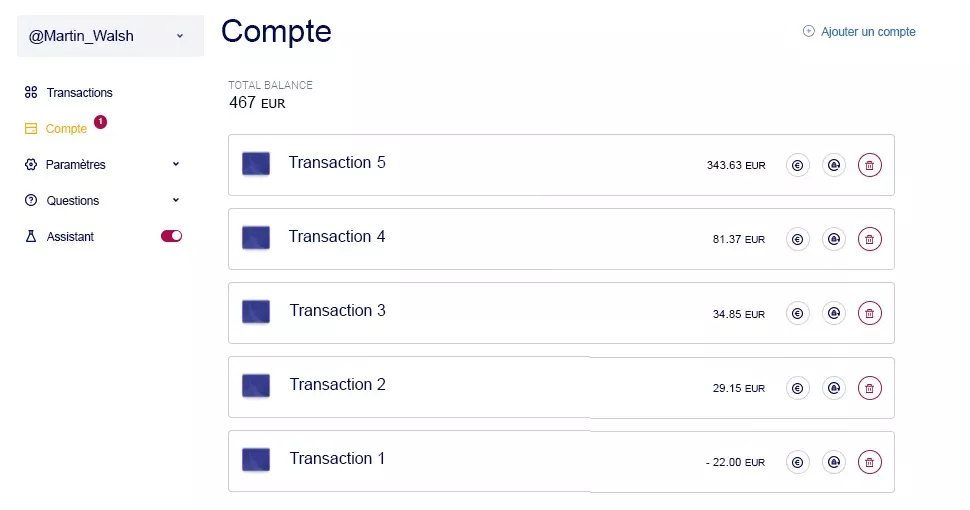 @Martin_Walsh
Compte
Ajouter un compte
Transactions
Compte 1
Paramètres
Questions
Assistant
TOTAL BALANCE
467 EUR
Transaction 5 343.63 EUR
Transaction 4 81.37 EUR
Transaction 3 34.85 EUR
Transaction 2 29.15 EUR
Transaction 1 - 22.00 EUR